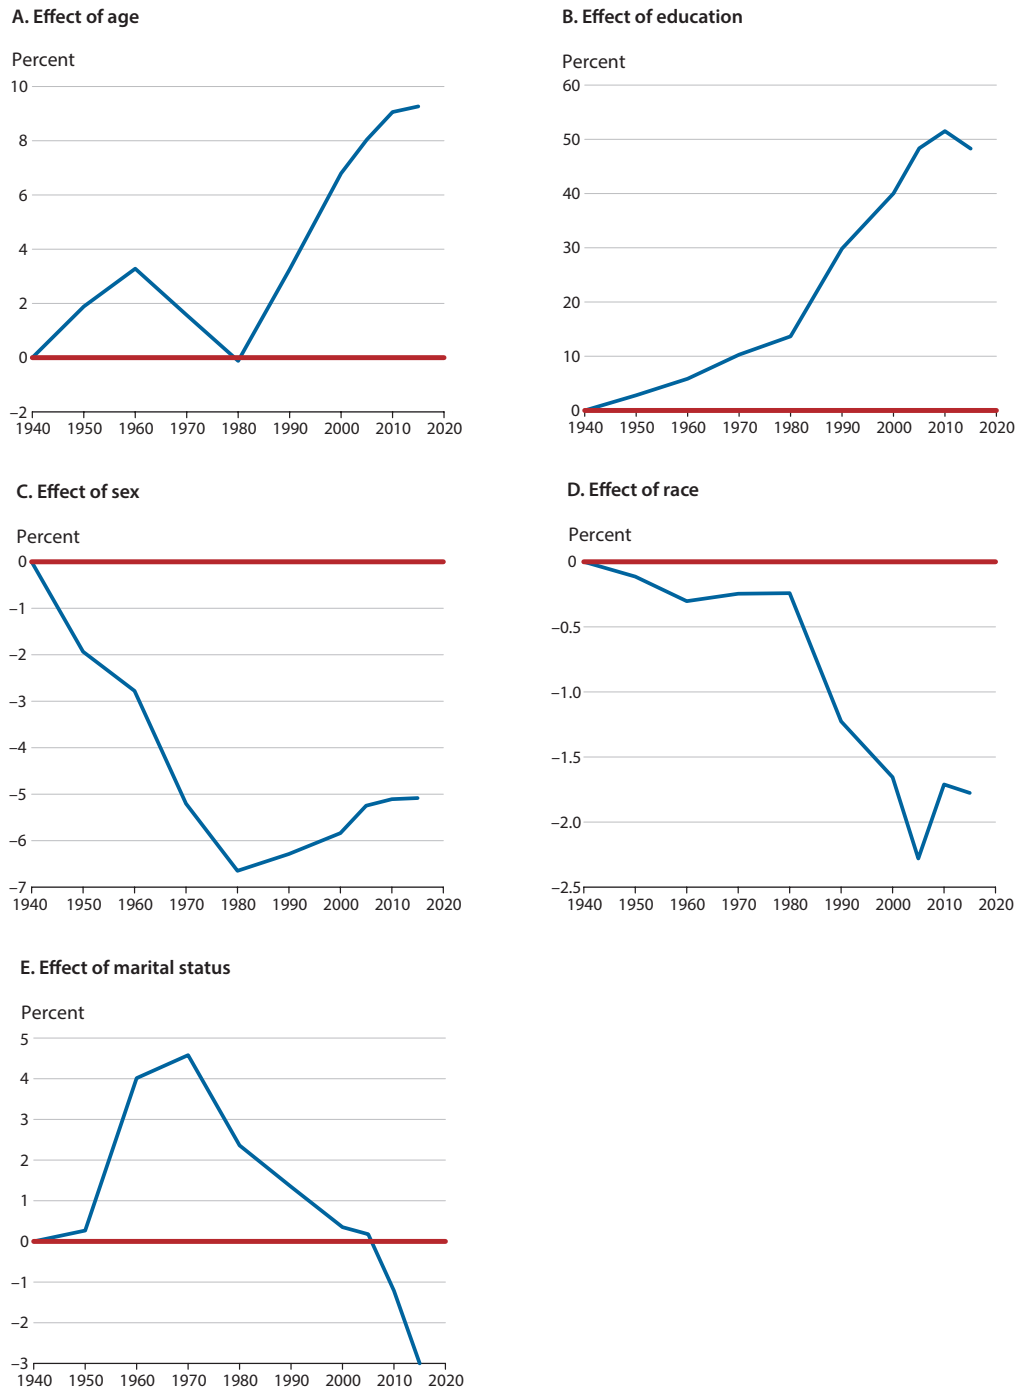 A. Effect of age
Percent
10
8
6
4
2
0
–2
1940 1950 1960 1970 1980 1990 2000 2010 2020
B. Effect of education
Percent
60
50
40
30
20
10
0
1940 1950 1960 1970 1980 1990 2000 2010 2020
C. Effect of sex
Percent
0
–1
–2
–3
–4
–5
–6
–7
1940 1950 1960 1970 1980 1990 2000 2010 2020
D. Effect of race
Percent
0
–0.5
–1.0
–1.5
–2.0
–2.5
1940 1950 1960 1970 1980 1990 2000 2010 2020
E. Effect of marital status
Percent
5
4
3
2
1
0
–1
–2
–3
1940 1950 1960 1970 1980 1990 2000 2010 2020